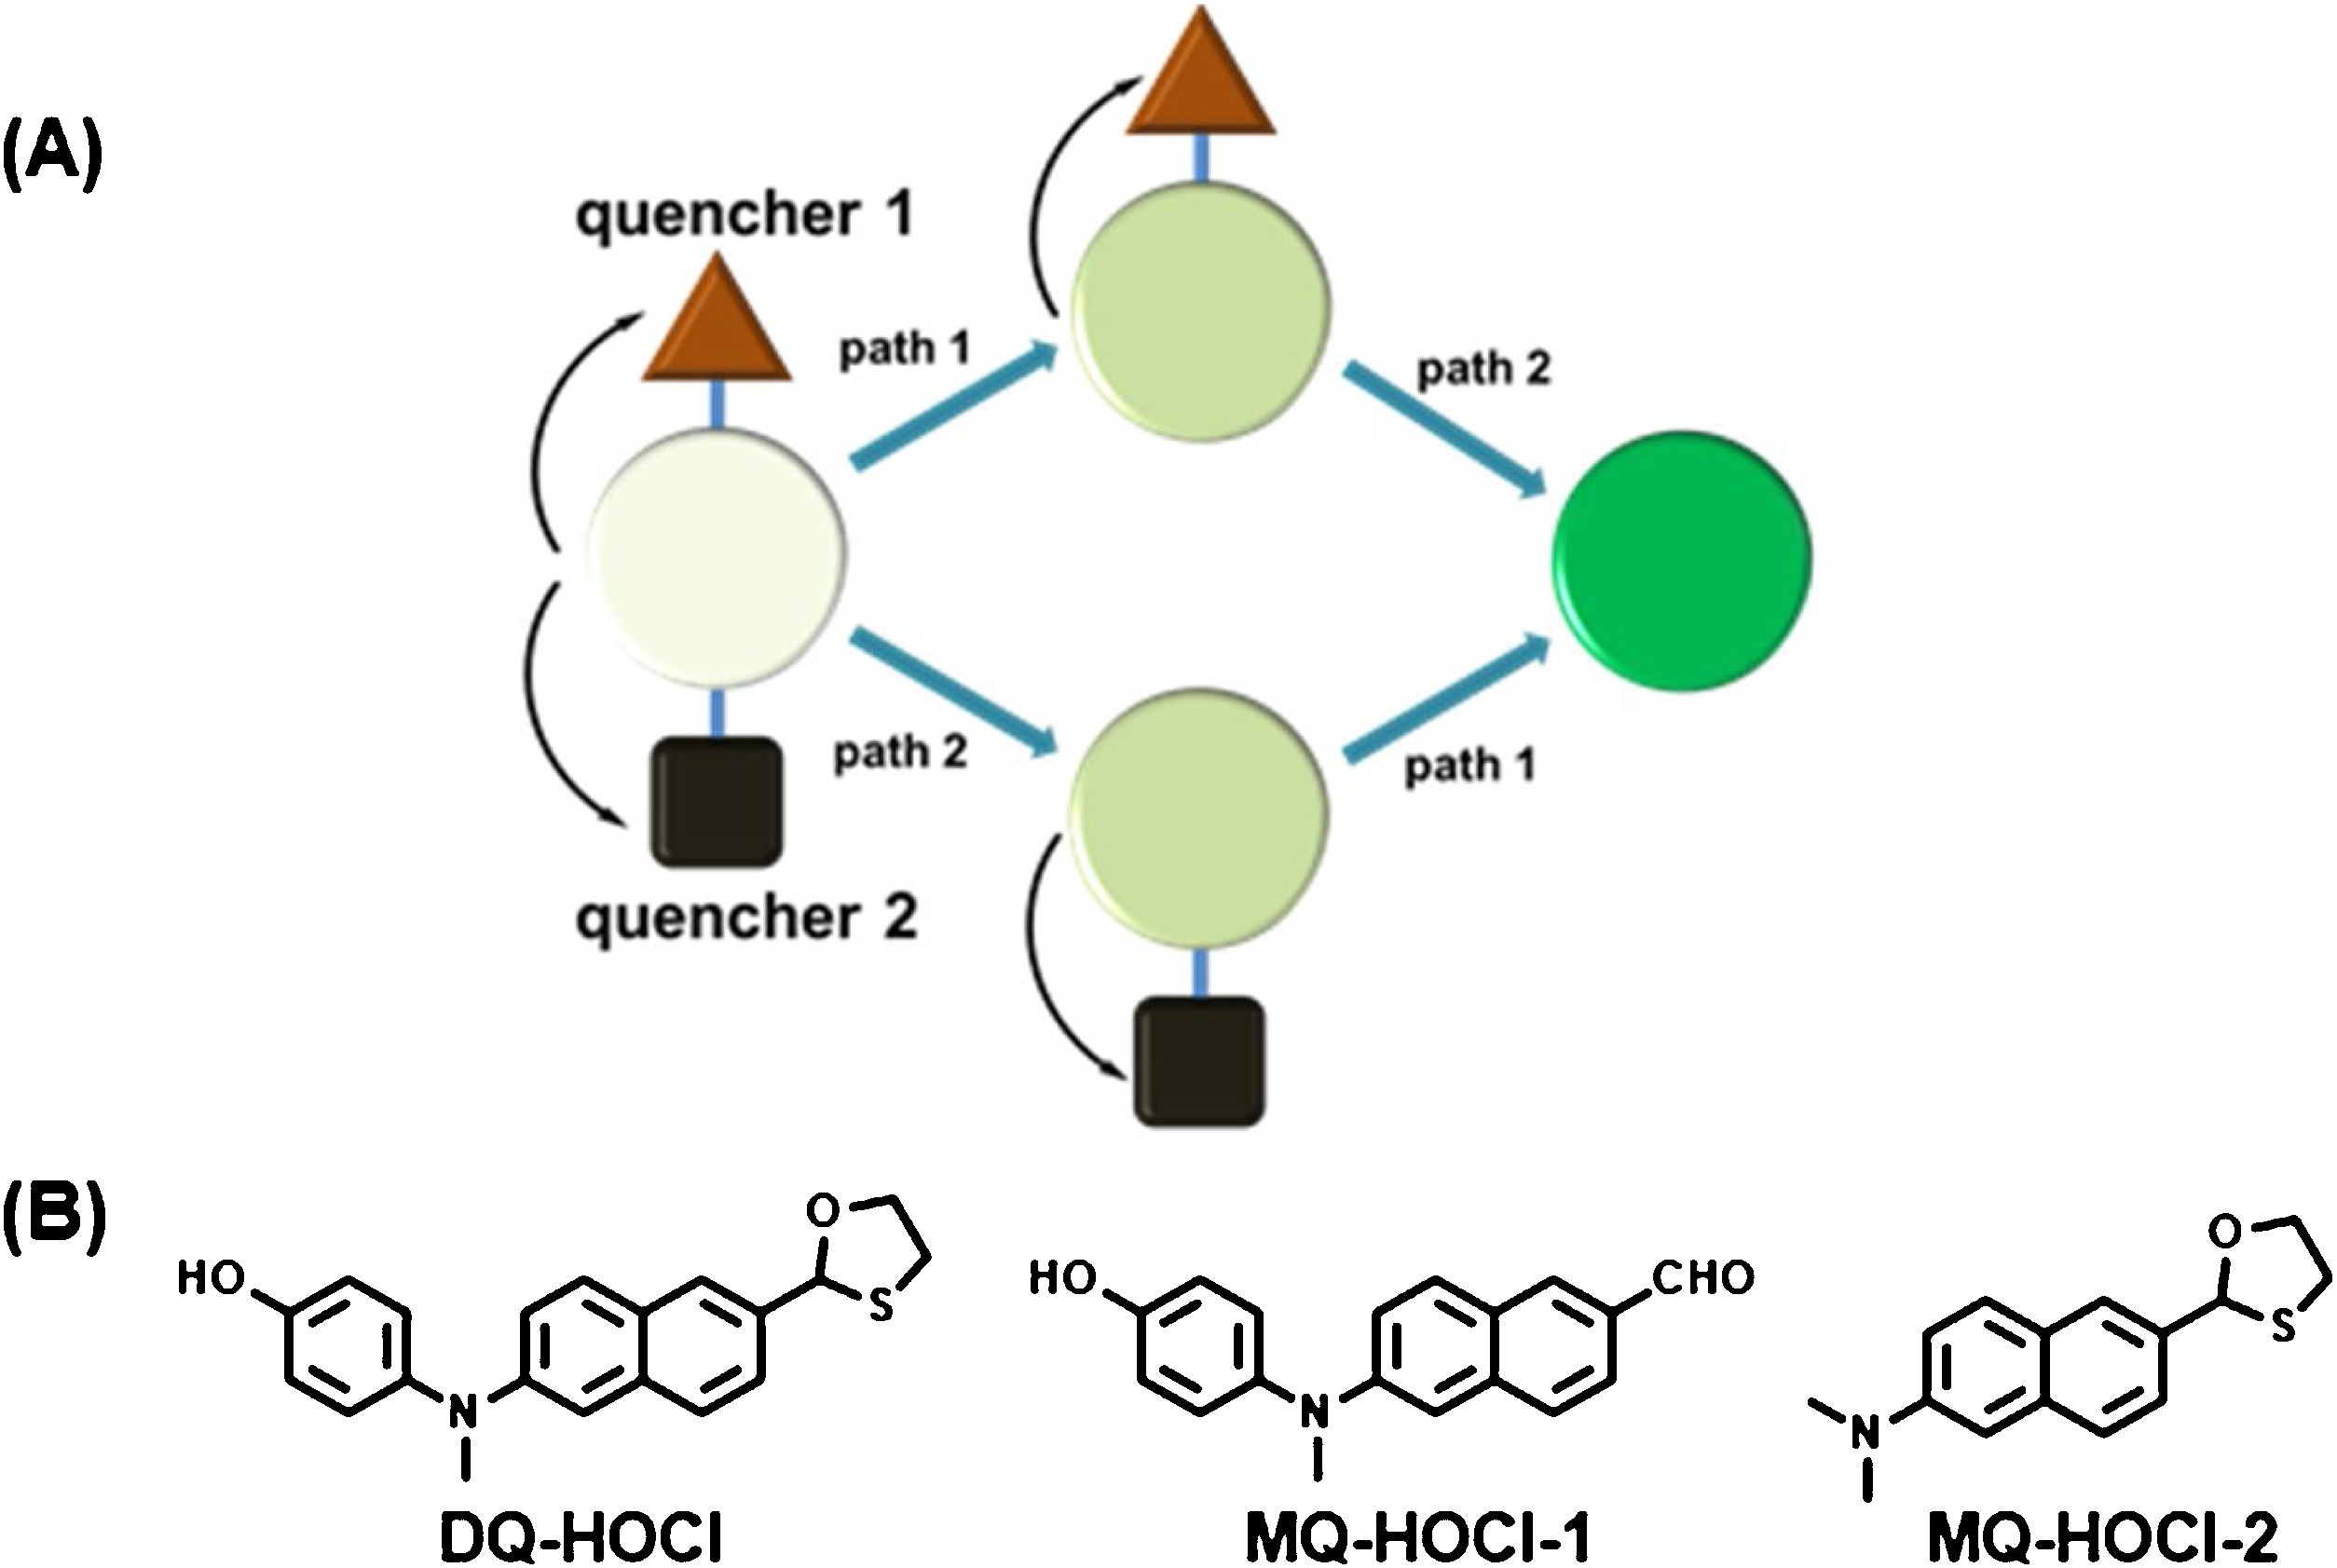 (A)
quencher 1
path 1
path 2
path 2
path 1
quencher 2
(B)
HO
N
O
S
DQ-HOCl
HO
N
CHO
MQ-HOCl-1
N
O
S
MQ-HOCl-2